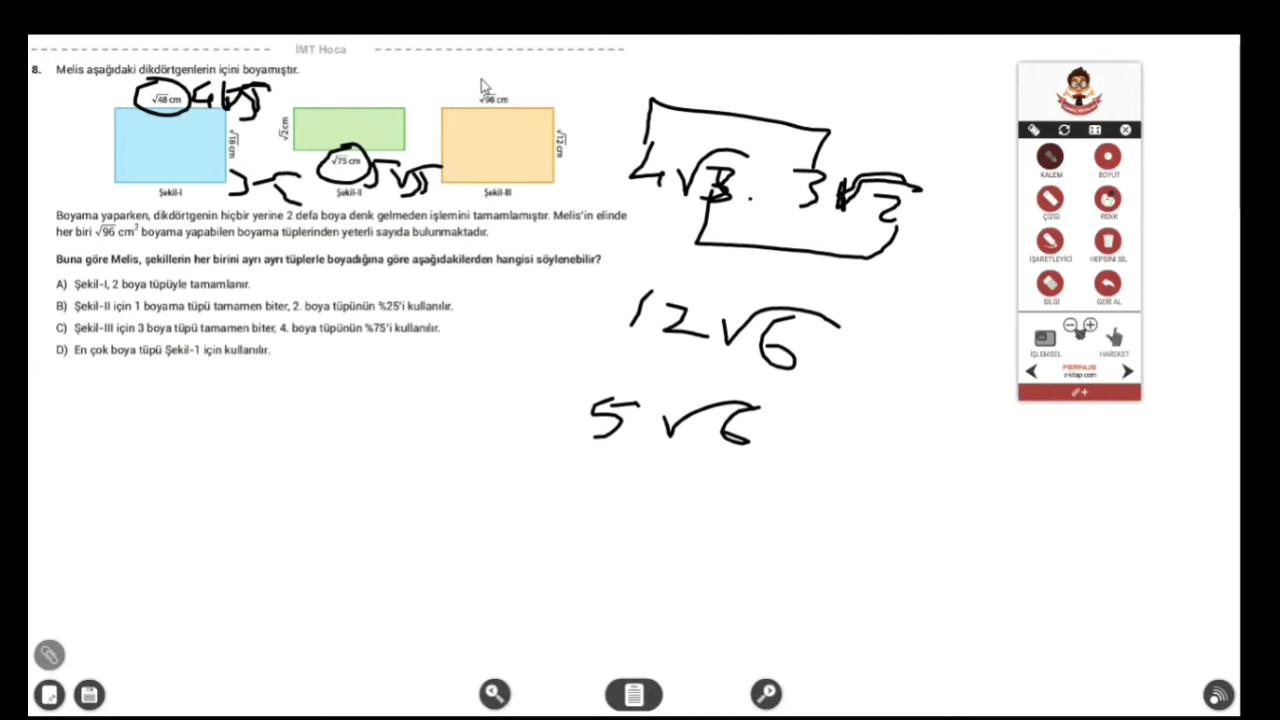 İMT Hoca
8. Melis aşağıdaki dikdörtgenlerin içini boyamıştır.
√48 cm 4√3
√98 cm
√2 cm
√18 cm
√12 cm
√75 cm 5√3
Şekil-I
Şekil-II
Şekil-III
4√3 . 3√2
Boyama yaparken, dikdörtgenin hiçbir yerine 2 defa boya denk gelmeden işlemini tamamlamıştır. Melis'in elinde
her biri √96 cm² boyama yapabilen boyama tüplerinden yeterli sayıda bulunmaktadır.
Buna göre Melis, şekillerin her birini ayrı ayrı tüplerle boyadığına göre aşağıdakilerden hangisi söylenebilir?
A) Şekil-I, 2 boya tüpüyle tamamlanır.
B) Şekil-II için 1 boyama tüpü tamamen biter, 2. boya tüpünün %25'i kullanılır.
C) Şekil-III için 3 boya tüpü tamamen biter, 4. boya tüpünün %75'i kullanılır.
D) En çok boya tüpü Şekil-1 için kullanılır.
12√6
5√6
KALEM
BOYUT
ÇİZGİ
RENK
İŞARETLEYİCİ
HEPSİNİ SİL
SİLGİ
GERİ AL
İŞLEMSEL
HAREKET
FERNUS
z-kitap.com